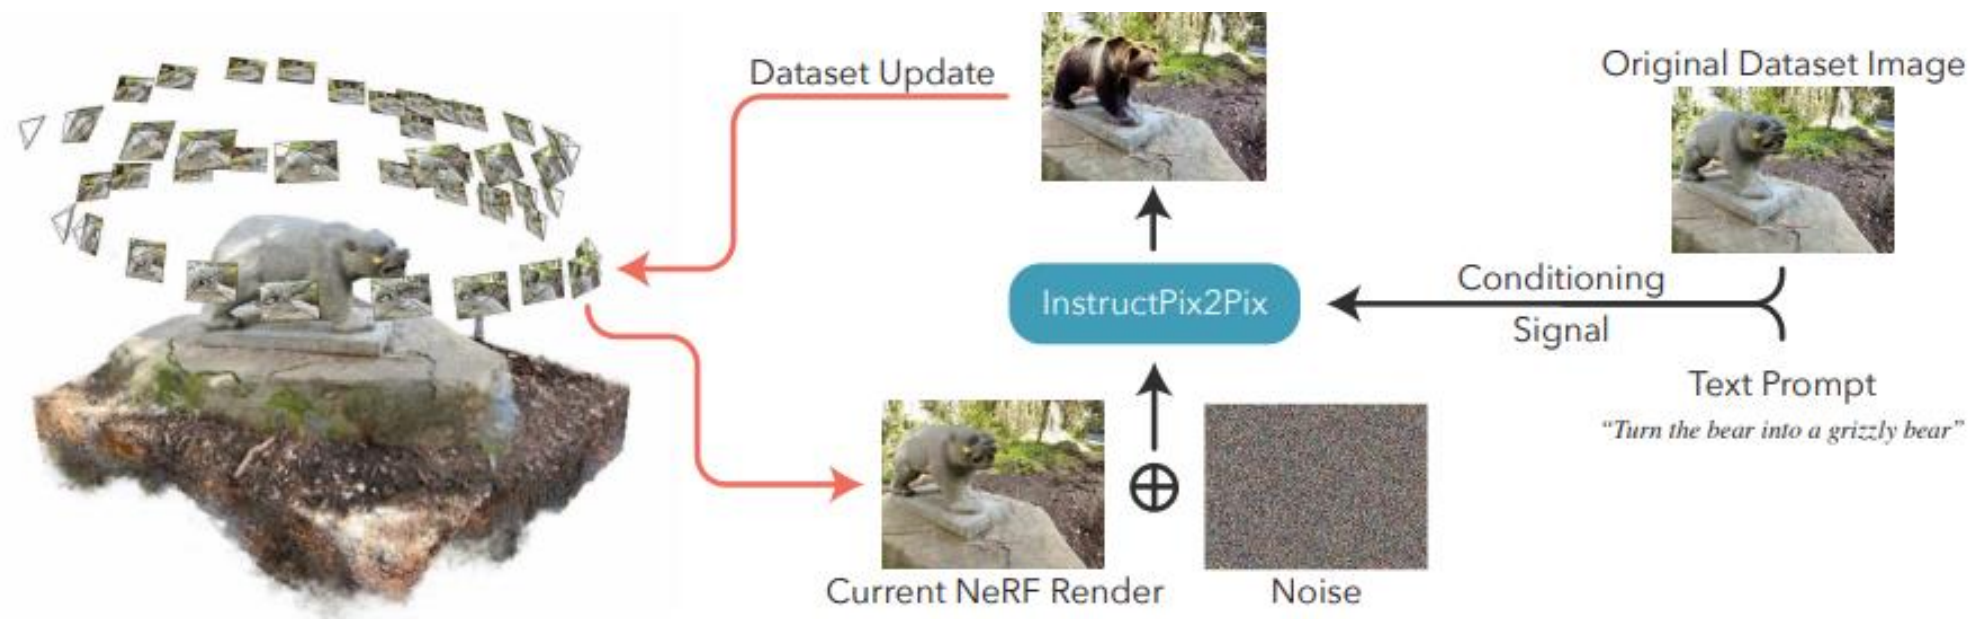 Dataset Update
Original Dataset Image
InstructPix2Pix
Conditioning
Signal
Text Prompt
“Turn the bear into a grizzly bear”
Current NeRF Render
Noise